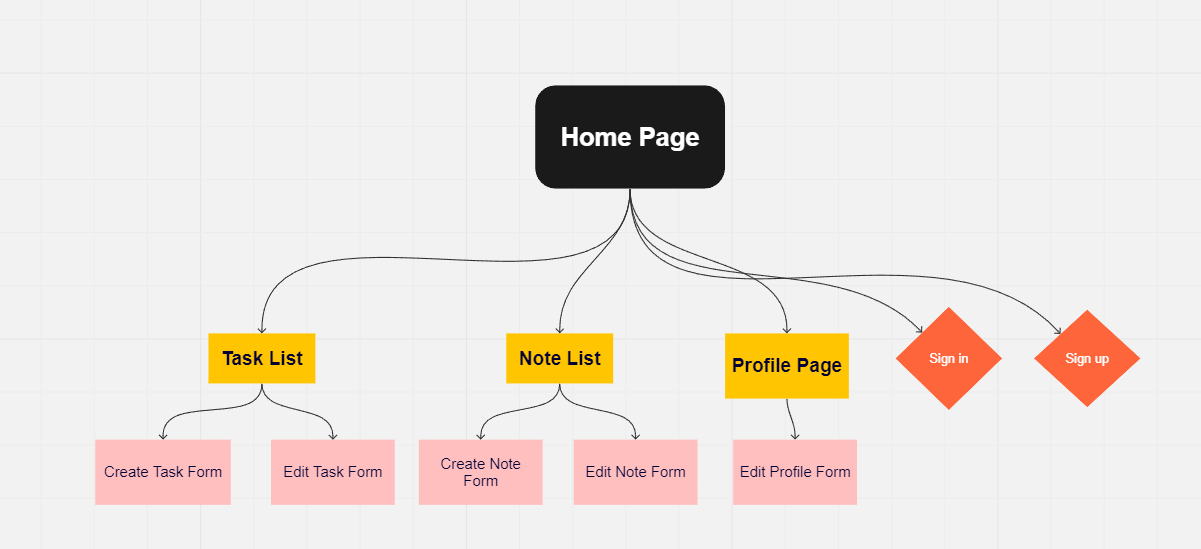 Home Page
Task List
Note List
Profile Page
Sign in
Sign up
Create Task Form
Edit Task Form
Create Note
Form
Edit Note Form
Edit Profile Form